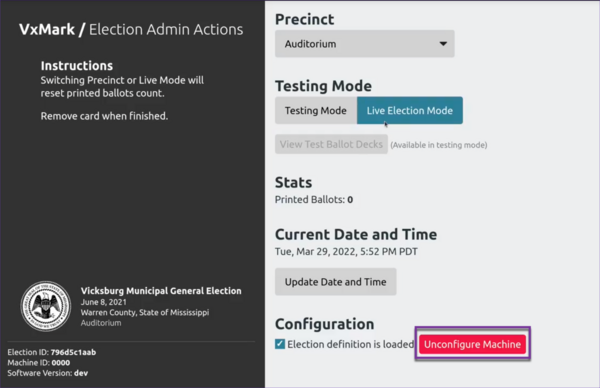 VxMark / Election Admin Actions
Instructions
Switching Precinct or Live Mode will
reset printed ballots count.
Remove card when finished.
Vicksburg Municipal General Election
June 8, 2021
Warren County, State of Mississippi
Auditorium
Election ID: 796d5c1aab
Machine ID: 0000
Software Version: dev
Precinct
Auditorium
Testing Mode
Testing Mode Live Election Mode
View Test Ballot Decks (Available in testing mode)
Stats
Printed Ballots: 0
Current Date and Time
Tue, Mar 29, 2022, 5:52 PM PDT
Update Date and Time
Configuration
Election definition is loaded Unconfigure Machine